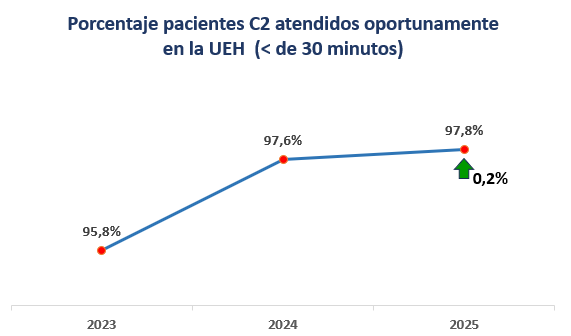 Porcentaje pacientes C2 atendidos oportunamente
en la UEH (< de 30 minutos)
97,8%
97,6%
0,2%
95,8%
2023 2024 2025